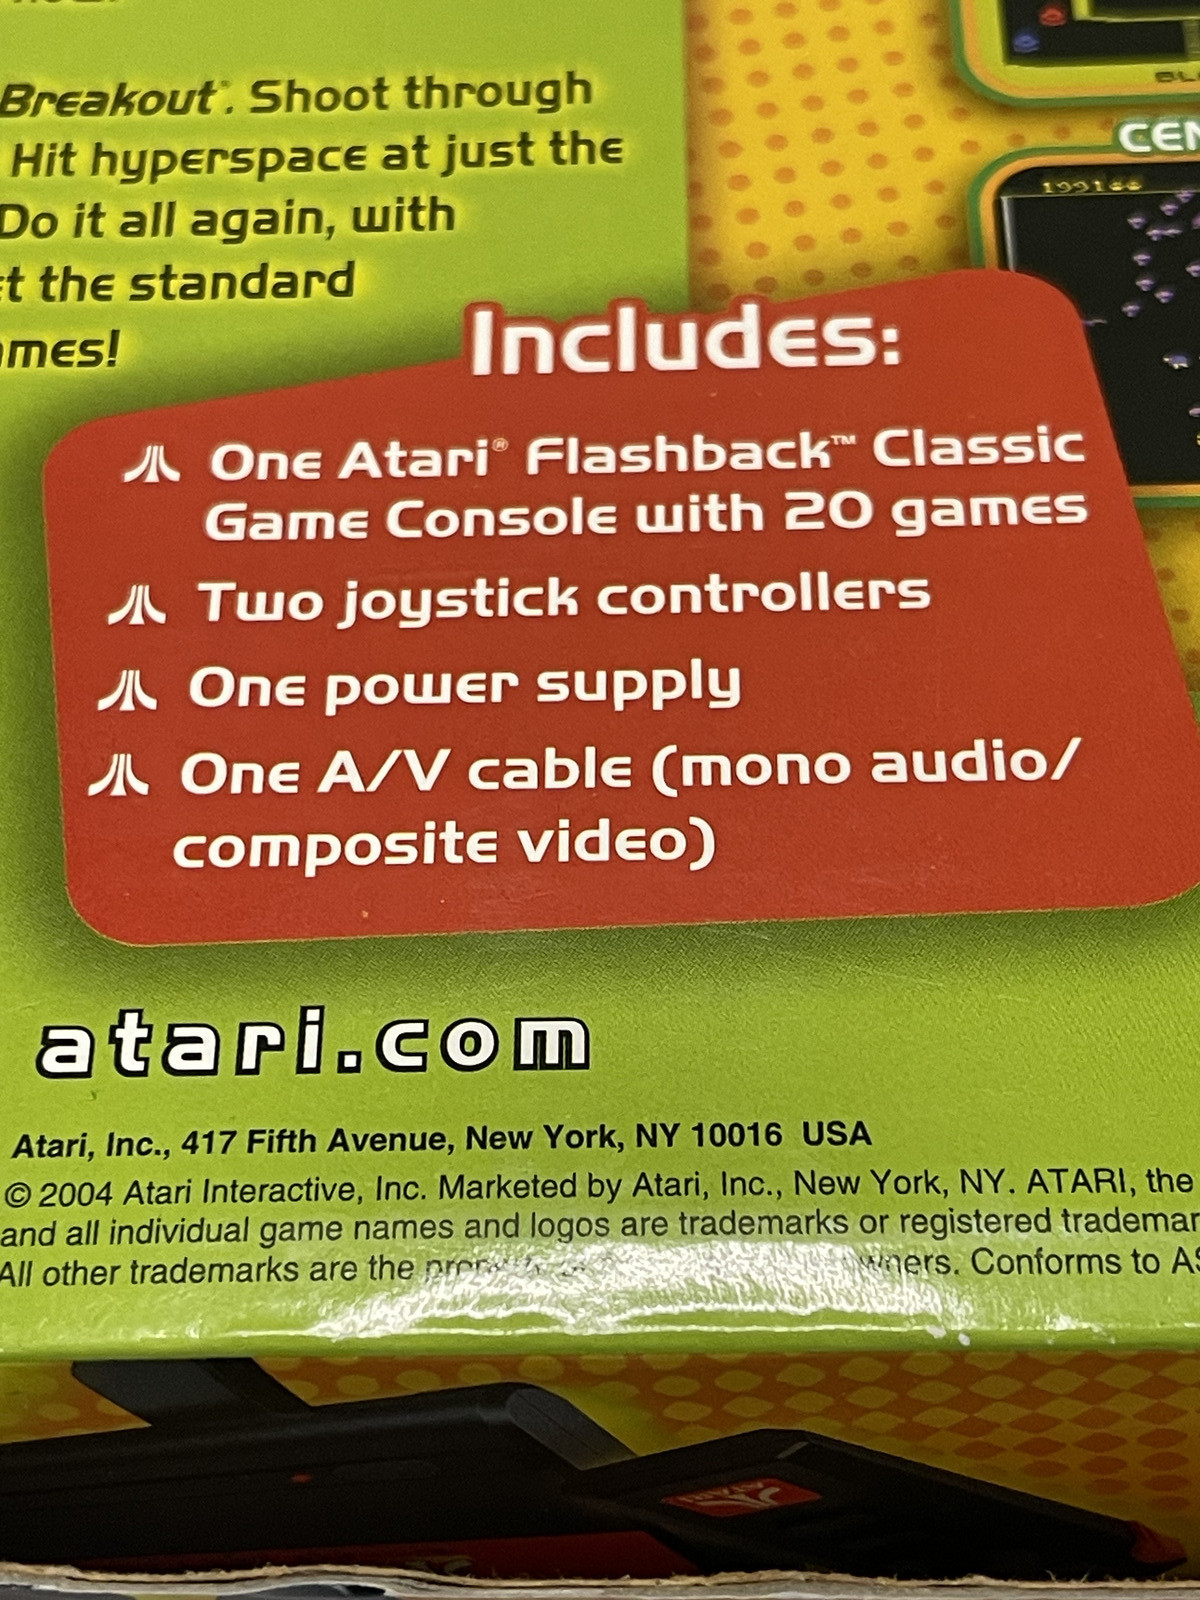 Breakout®. Shoot through
Hit hyperspace at just the
Do it all again, with
the standard
CEN
199188
Includes:
One Atari® Flashback™ Classic
Game Console with 20 games
Two joystick controllers
One power supply
One A/V cable (mono audio/
composite video)
atari.com
Atari, Inc., 417 Fifth Avenue, New York, NY 10016 USA
© 2004 Atari Interactive, Inc. Marketed by Atari, Inc., New York, NY. ATARI, the
and all individual game names and logos are trademarks or registered
All other trademarks are the Conforms to
ATARI